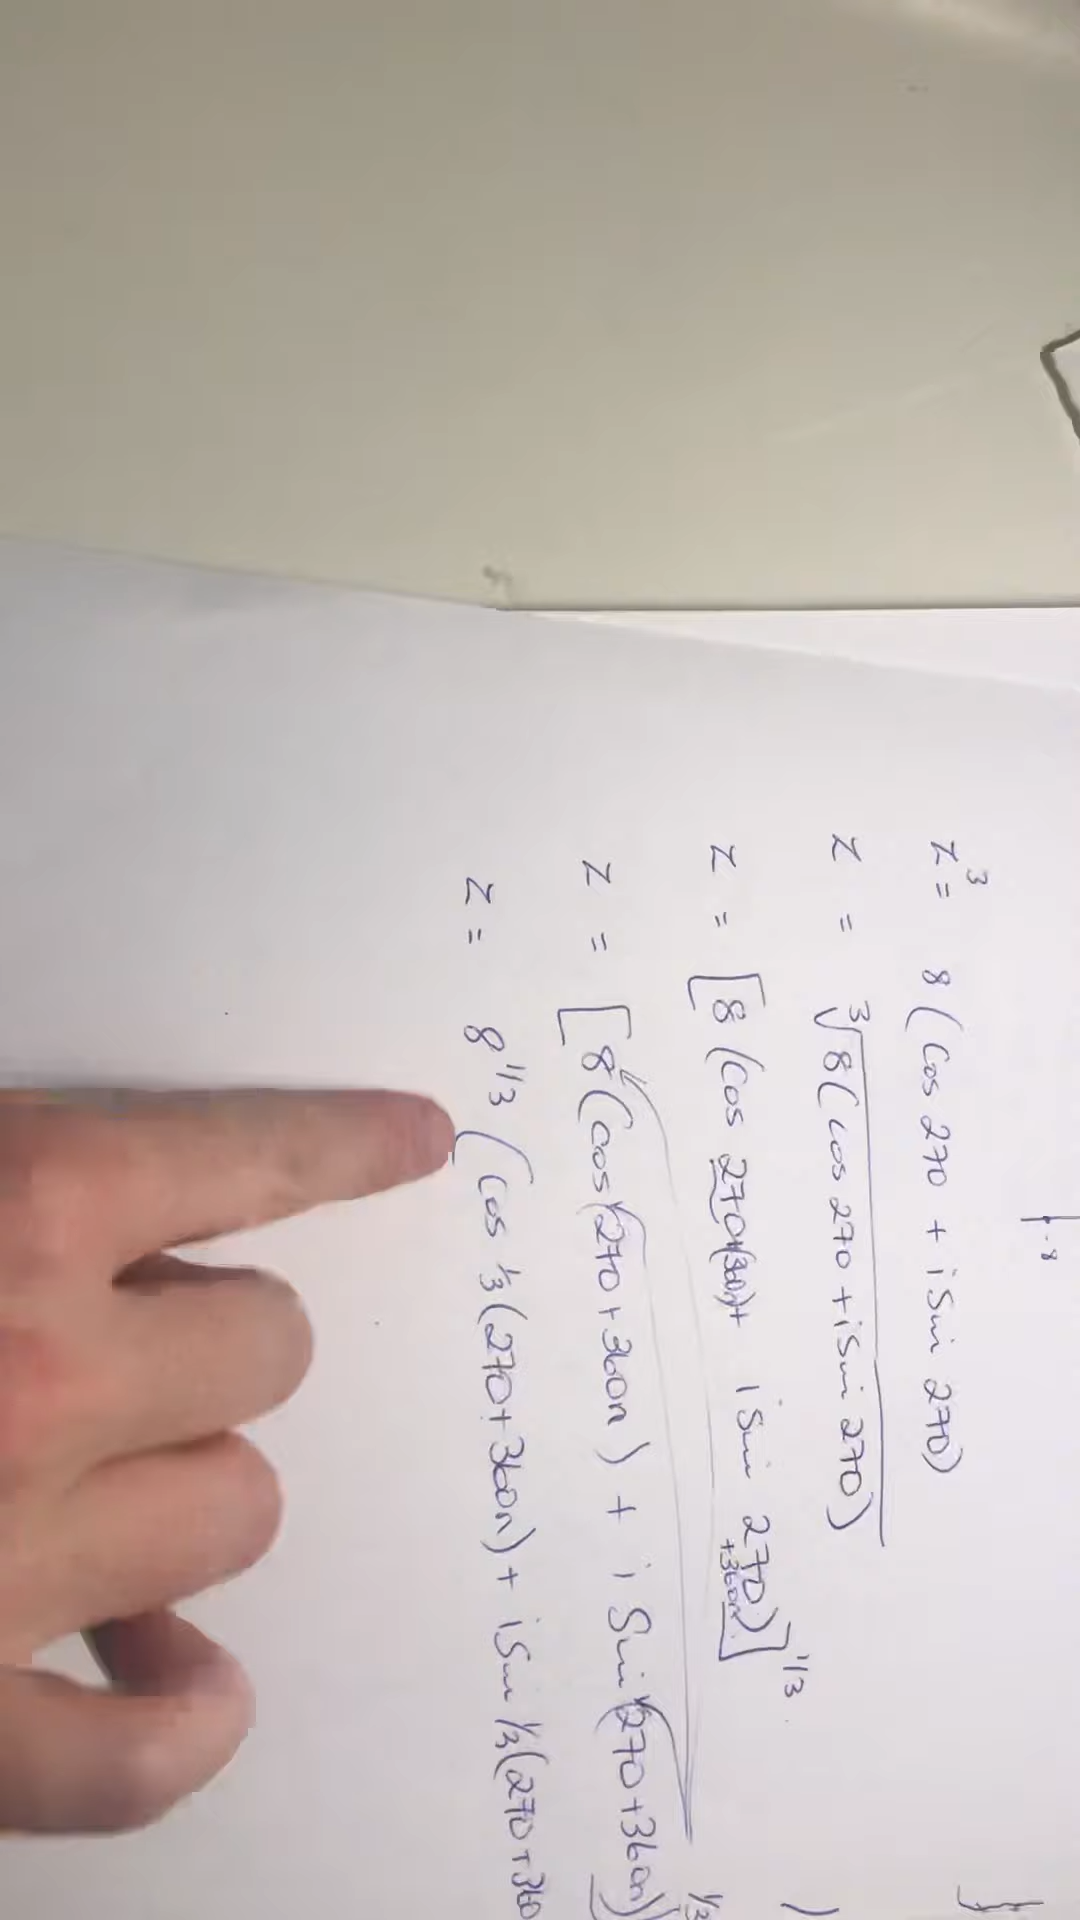 -8
z³ = 8 (Cos 270 + i Sin 270)
z = ∛8(Cos 270 + i Sin 270)
z = [8 (Cos 270+(360n)+ i Sin 270)]^1/3
+360n
z = [8 (Cos(270+360n) + i Sin(270+360n)]^1/3
z = 8^1/3 (Cos 1/3(270+360n) + i Sin 1/3(270+360